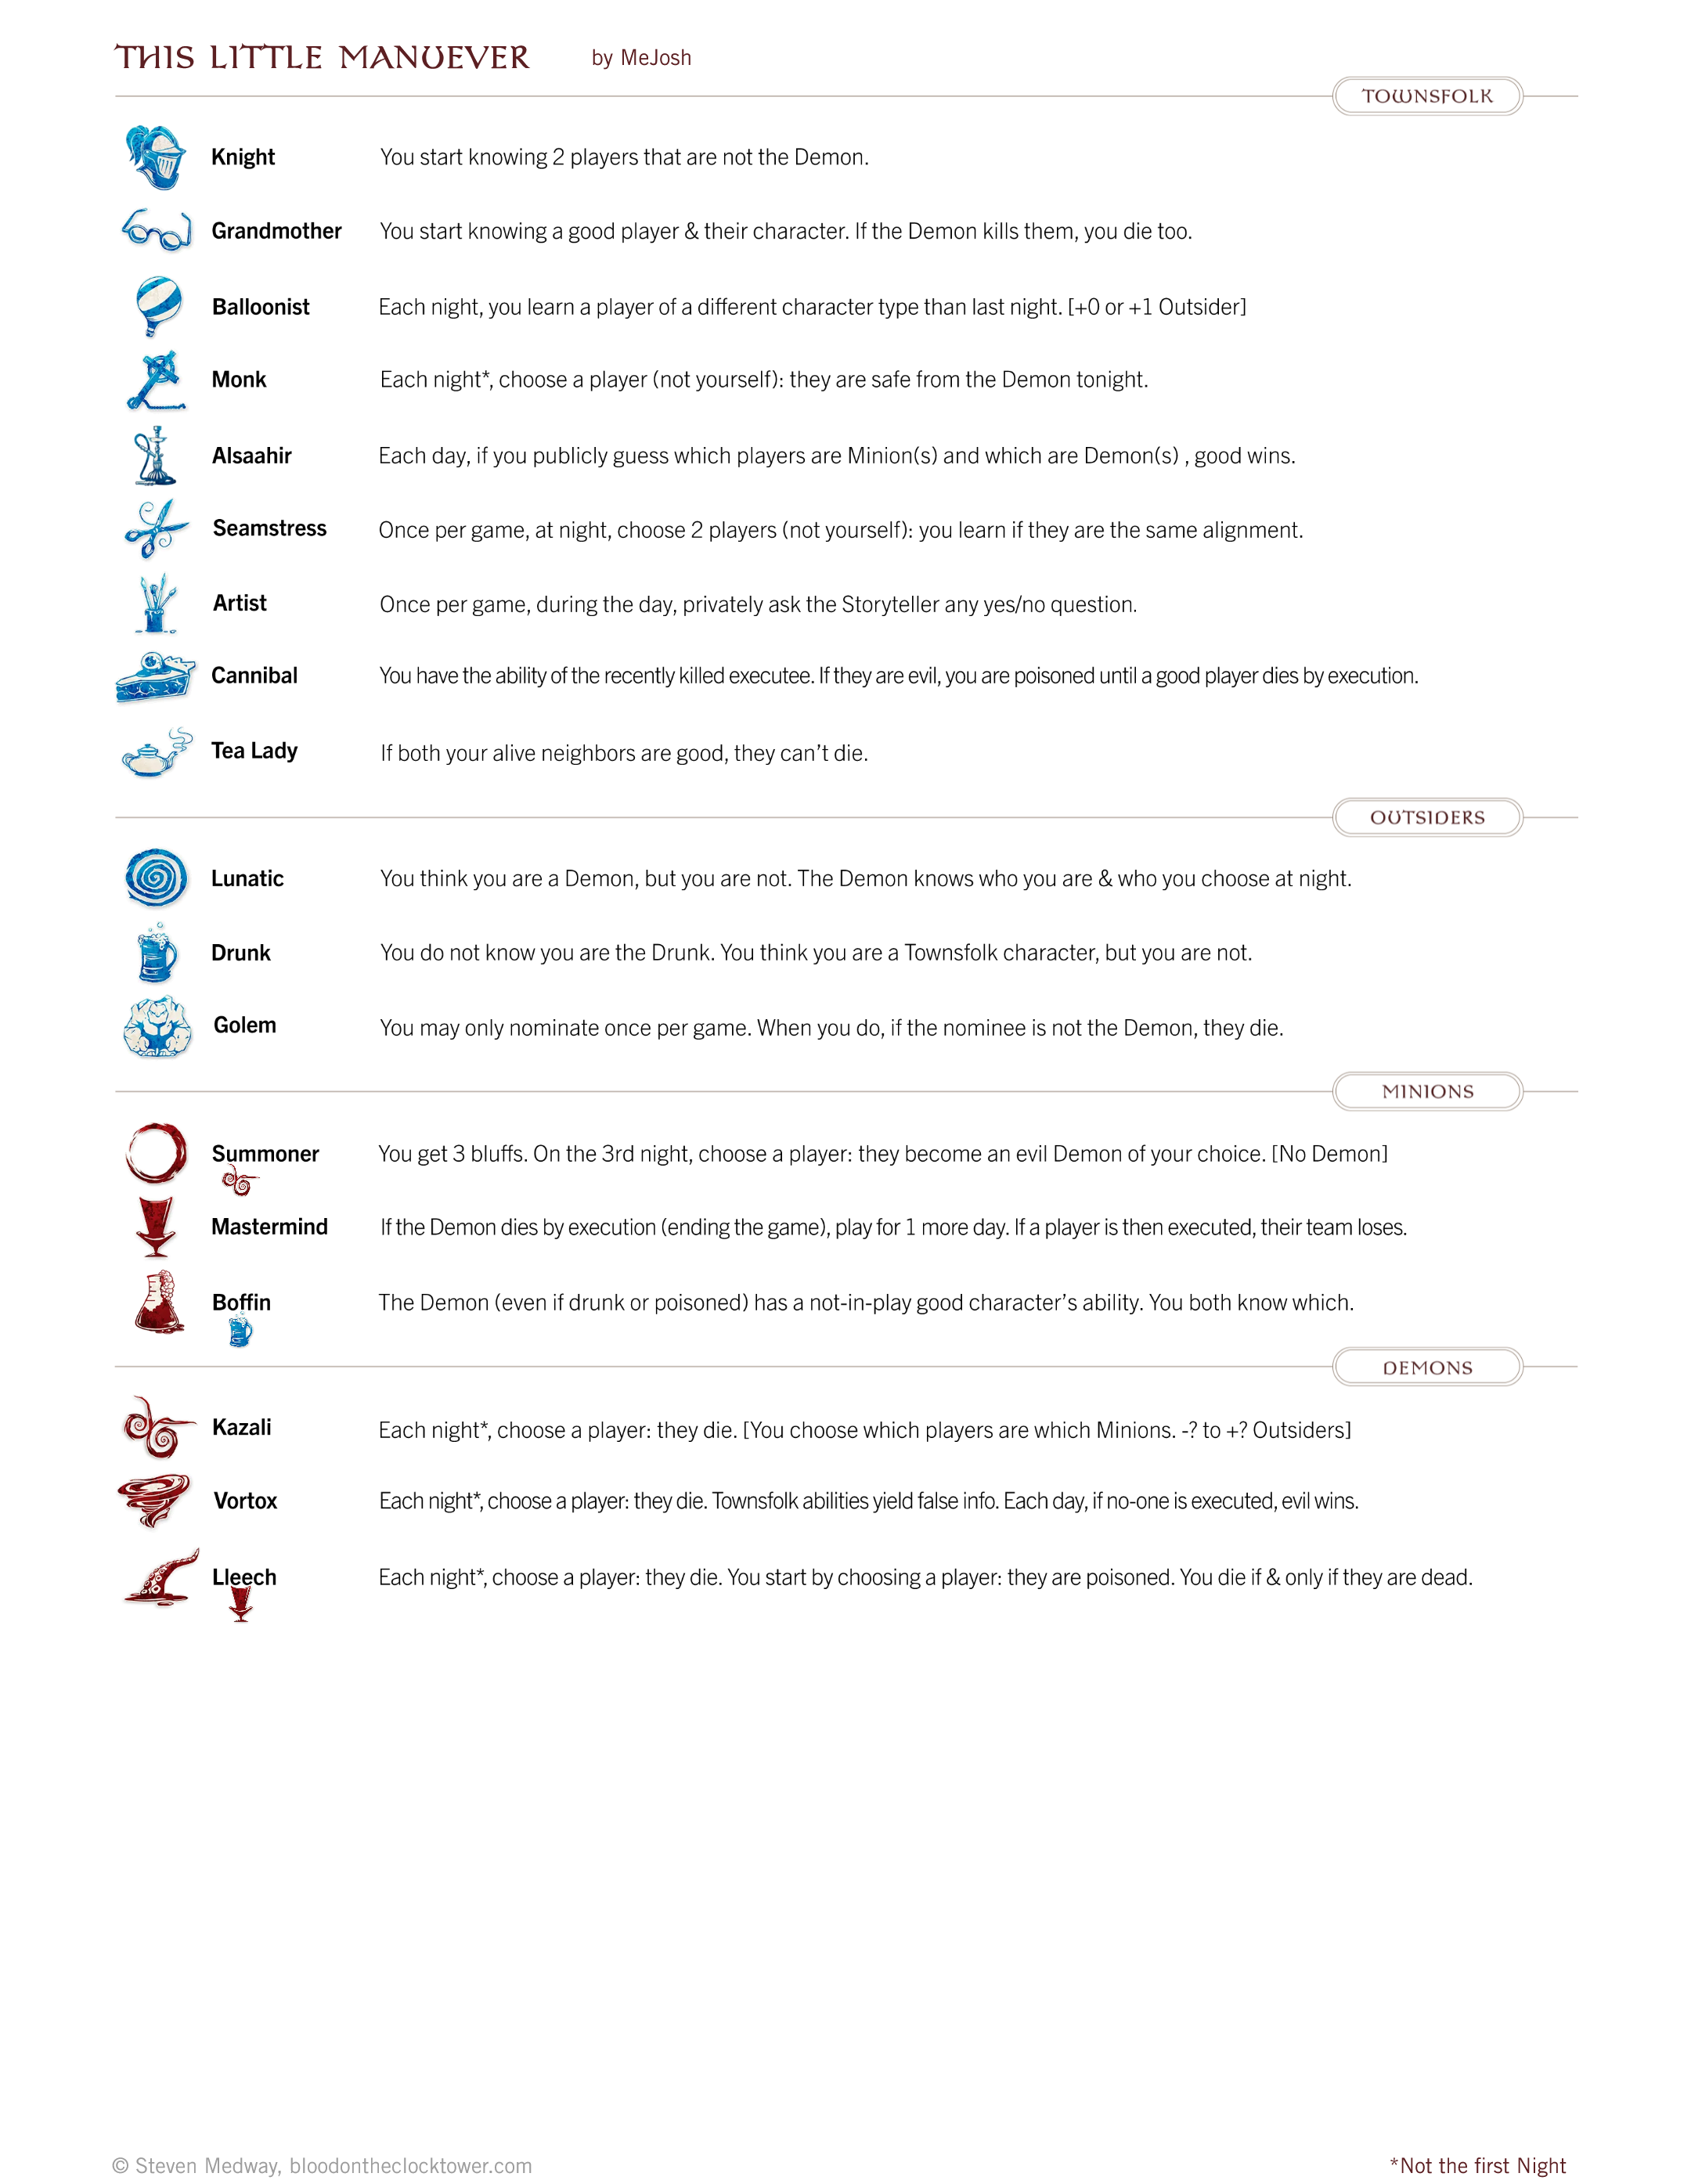 THIS LITTLE MANUEVER by MeJosh
TOWNSFOLK
Knight You start knowing 2 players that are not the Demon.
Grandmother You start knowing a good player & their character. If the Demon kills them, you die too.
Balloonist Each night, you learn a player of a different character type than last night. [+0 or +1 Outsider]
Monk Each night*, choose a player (not yourself): they are safe from the Demon tonight.
Alsaahir Each day, if you publicly guess which players are Minion(s) and which are Demon(s) , good wins.
Seamstress Once per game, at night, choose 2 players (not yourself): you learn if they are the same alignment.
Artist Once per game, during the day, privately ask the Storyteller any yes/no question.
Cannibal You have the ability of the recently killed executee. If they are evil, you are poisoned until a good player dies by execution.
Tea Lady If both your alive neighbors are good, they can’t die.
OUTSIDERS
Lunatic You think you are a Demon, but you are not. The Demon knows who you are & who you choose at night.
Drunk You do not know you are the Drunk. You think you are a Townsfolk character, but you are not.
Golem You may only nominate once per game. When you do, if the nominee is not the Demon, they die.
MINIONS
Summoner You get 3 bluffs. On the 3rd night, choose a player: they become an evil Demon of your choice. [No Demon]
Mastermind If the Demon dies by execution (ending the game), play for 1 more day. If a player is then executed, their team loses.
Boffin The Demon (even if drunk or poisoned) has a not-in-play good character’s ability. You both know which.
DEMONS
Kazali Each night*, choose a player: they die. [You choose which players are which Minions. -? to +? Outsiders]
Vortox Each night*, choose a player: they die. Townsfolk abilities yield false info. Each day, if no-one is executed, evil wins.
Lleech Each night*, choose a player: they die. You start by choosing a player: they are poisoned. You die if & only if they are dead.
© Steven Medway, bloodontheclocktower.com *Not the first Night